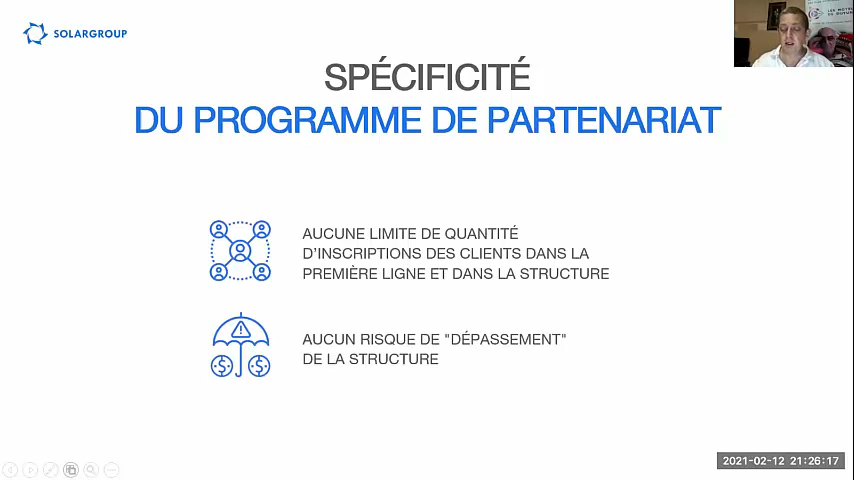 SOLARGROUP
SPÉCIFICITÉ
DU PROGRAMME DE PARTENARIAT
AUCUNE LIMITE DE QUANTITÉ
D'INSCRIPTIONS DES CLIENTS DANS LA
PREMIÈRE LIGNE ET DANS LA STRUCTURE
AUCUN RISQUE DE "DÉPASSEMENT"
DE LA STRUCTURE
2021-02-12 21:26:17